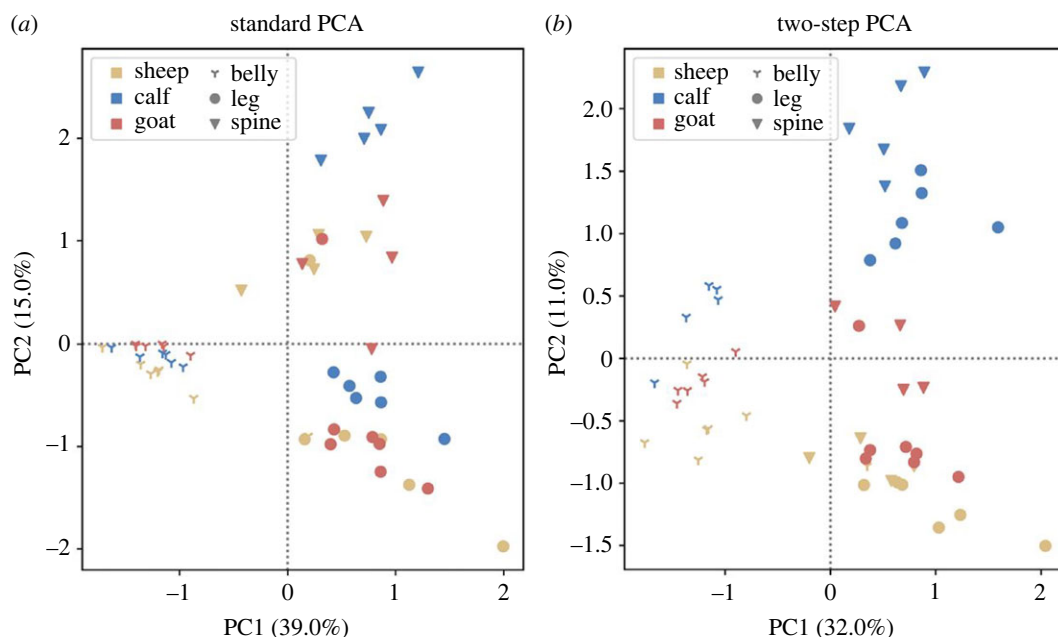 (a)
standard PCA
sheep
belly
calf
leg
goat
spine
2
1
0
–1
–2
PC2 (15.0%)
–1
0
1
2
PC1 (39.0%)
(b)
two-step PCA
sheep
belly
calf
leg
goat
spine
2.0
1.5
1.0
0.5
0
–0.5
–1.0
–1.5
PC2 (11.0%)
–1
0
1
2
PC1 (32.0%)